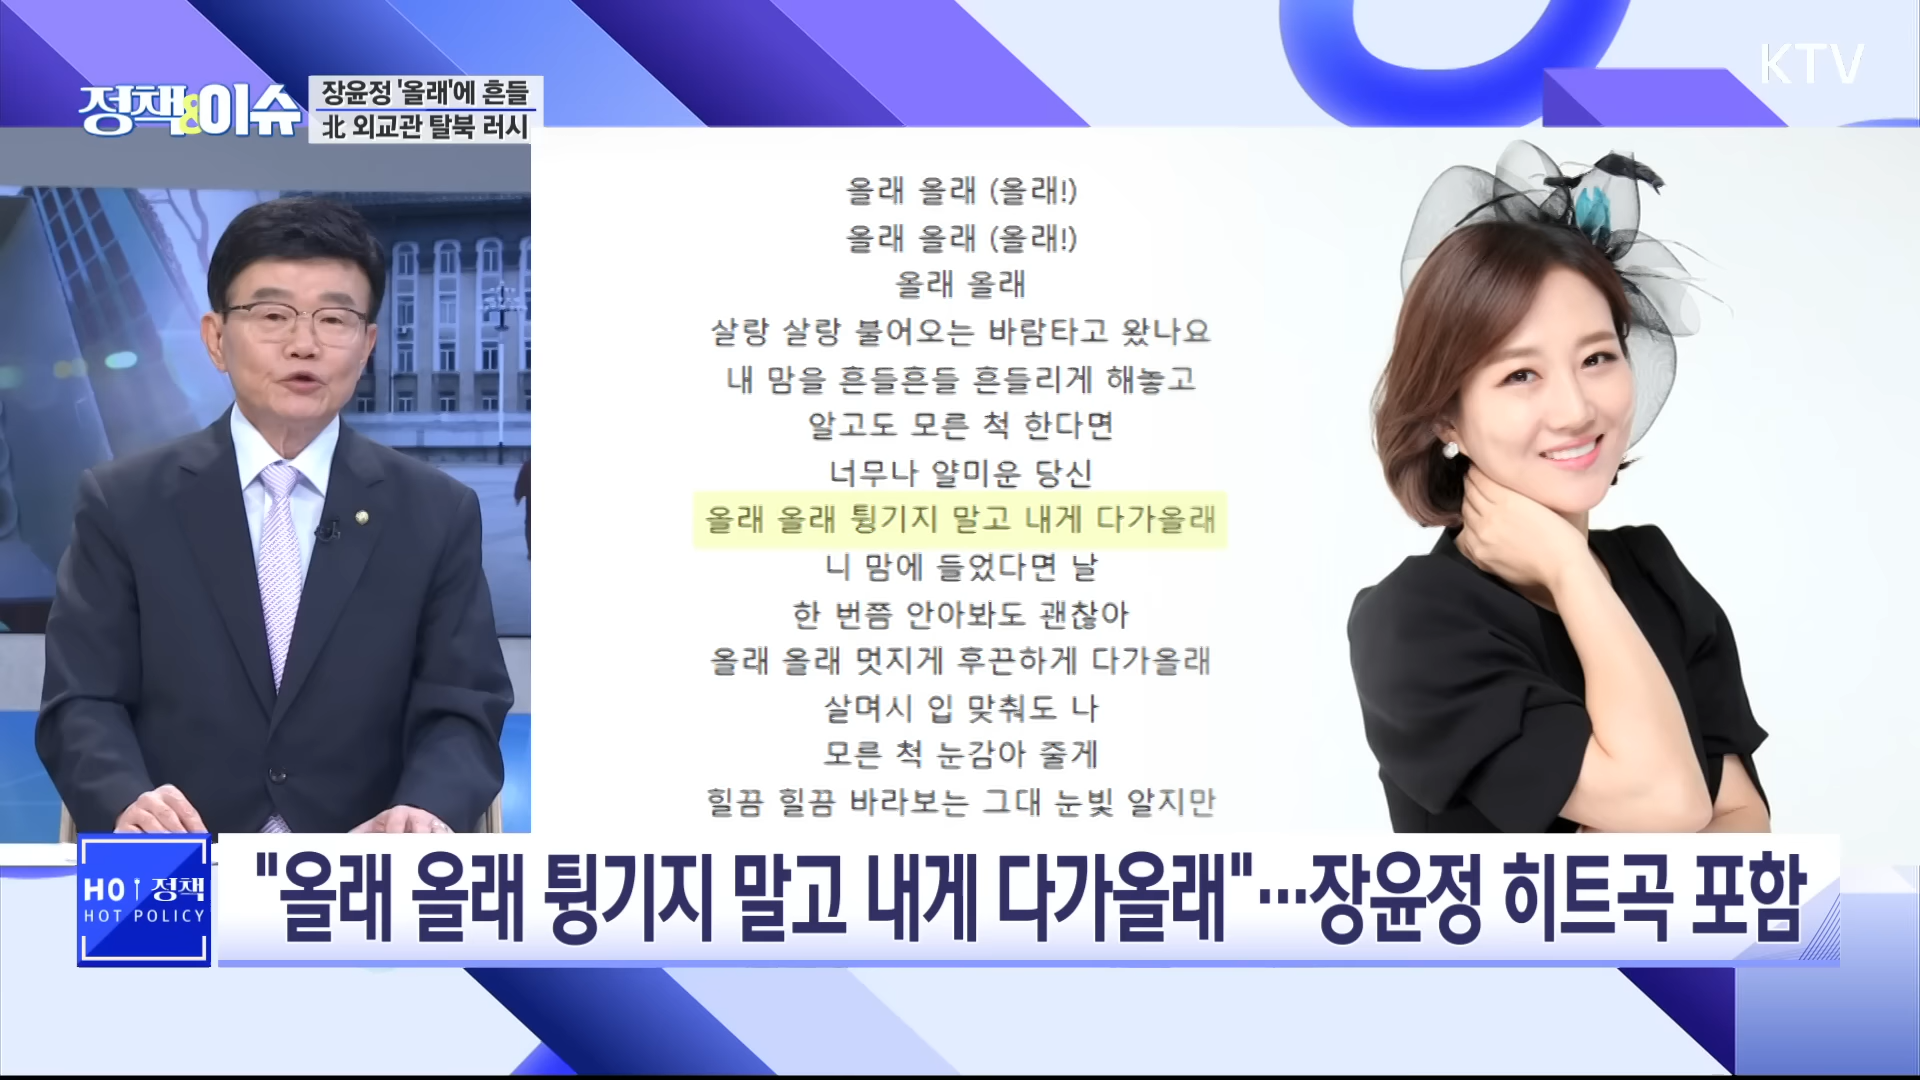 KTV
정책&이슈
장윤정 '올래'에 흔들
北 외교관 탈북 러시
올래 올래 (올래!)
올래 올래 (올래!)
올래 올래
살랑 살랑 불어오는 바람타고 왔나요
내 맘을 흔들흔들 흔들리게 해놓고
알고도 모른 척 한다면
너무나 얄미운 당신
올래 올래 튕기지 말고 내게 다가올래
니 맘에 들었다면 날
한 번쯤 안아봐도 괜찮아
올래 올래 멋지게 후끈하게 다가올래
살며시 입 맞춰도 나
모른 척 눈감아 줄게
힐끔 힐끔 바라보는 그대 눈빛 알지만
HOT 정책
HOT POLICY
"올래 올래 튕기지 말고 내게 다가올래"…장윤정 히트곡 포함